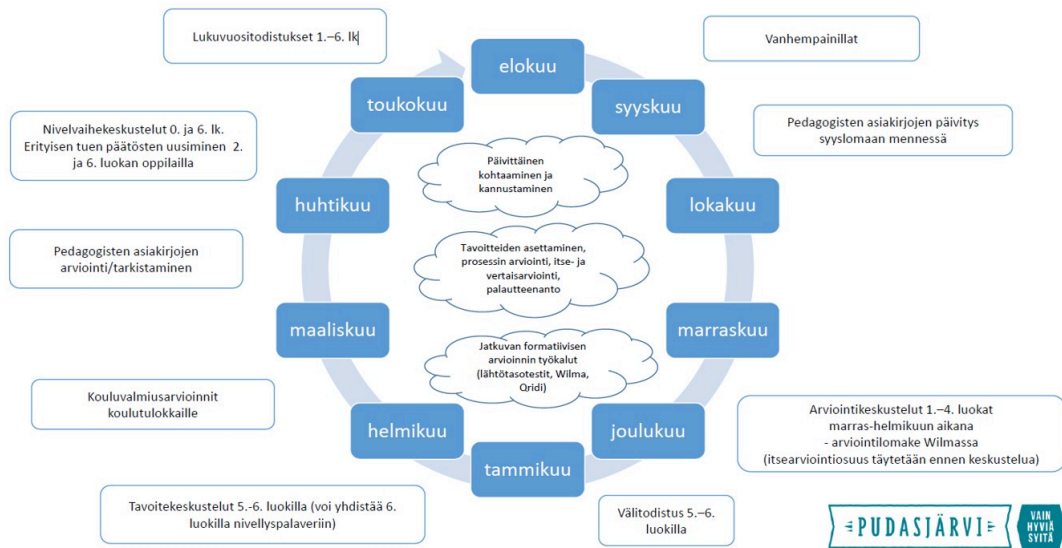 Lukuvuositodistukset 1.–6. lk
elokuu
Vanhempainillat
toukokuu
syyskuu
Nivelvaihekeskustelut 0. ja 6. lk.
Erityisen tuen päätösten uusiminen 2.
ja 6. luokan oppilailla
Pedagogisten asiakirjojen päivitys
syyslomaan mennessä
Päivittäinen
kohtaaminen ja
kannustaminen
huhtikuu
lokakuu
Pedagogisten asiakirjojen
arviointi/tarkistaminen
Tavoitteiden asettaminen,
prosessin arviointi, itse- ja
vertaisarviointi,
palautteenanto
maaliskuu
marraskuu
Jatkuvan formatiivisen
arvioinnin työkalut
(lähtötasotestit, Wilma,
Qridi)
Kouluvalmiusarvioinnit
koulutulokkaille
helmikuu
joulukuu
Arviointikeskustelut 1.–4. luokat
marras-helmikuun aikana
- arviointilomake Wilmassa
(itsearviointiosuus täytetään ennen keskustelua)
tammikuu
Tavoitekeskustelut 5.-6. luokilla (voi yhdistää 6.
luokilla nivellyspalaveriin)
Välitodistus 5.–6.
luokilla
PUDASJÄRVI
VAIN
HYVIÄ
SYITÄ